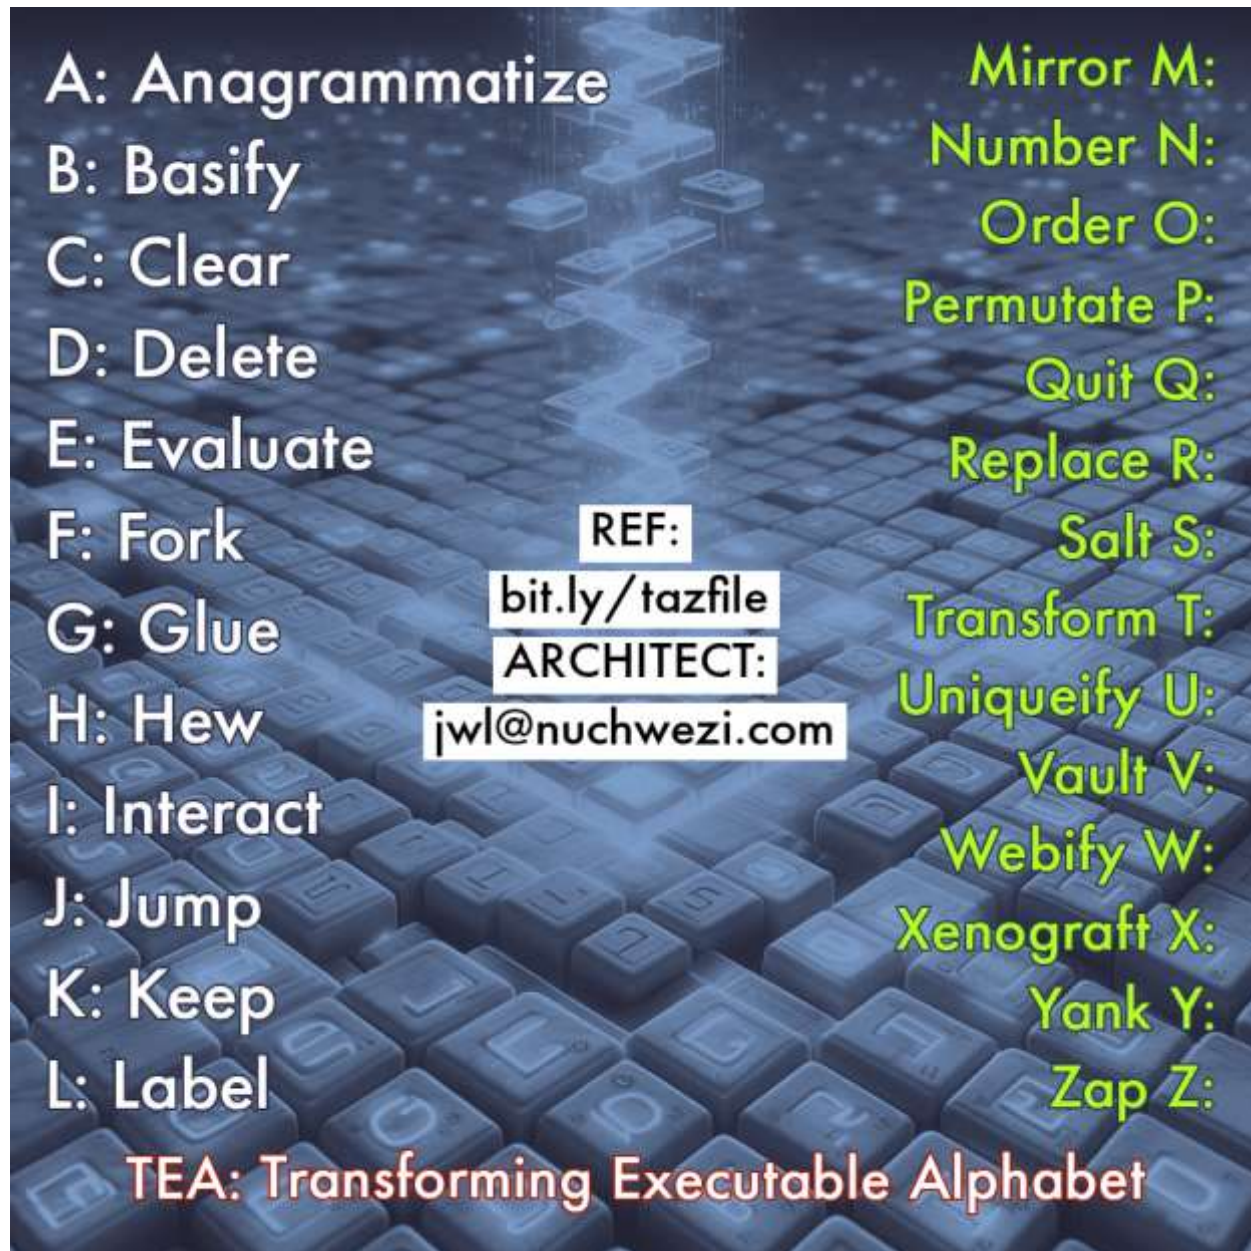 A: Anagrammatize
B: Basify
C: Clear
D: Delete
E: Evaluate
F: Fork
G: Glue
H: Hew
I: Interact
J: Jump
K: Keep
L: Label
REF:
bit.ly/tazfile
ARCHITECT:
jwl@nuchwezi.com
Mirror M:
Number N:
Order O:
Permutate P:
Quit Q:
Replace R:
Salt S:
Transform T:
Uniqueify U:
Vault V:
Webify W:
Xenograft X:
Yank Y:
Zap Z:
TEA: Transforming Executable Alphabet